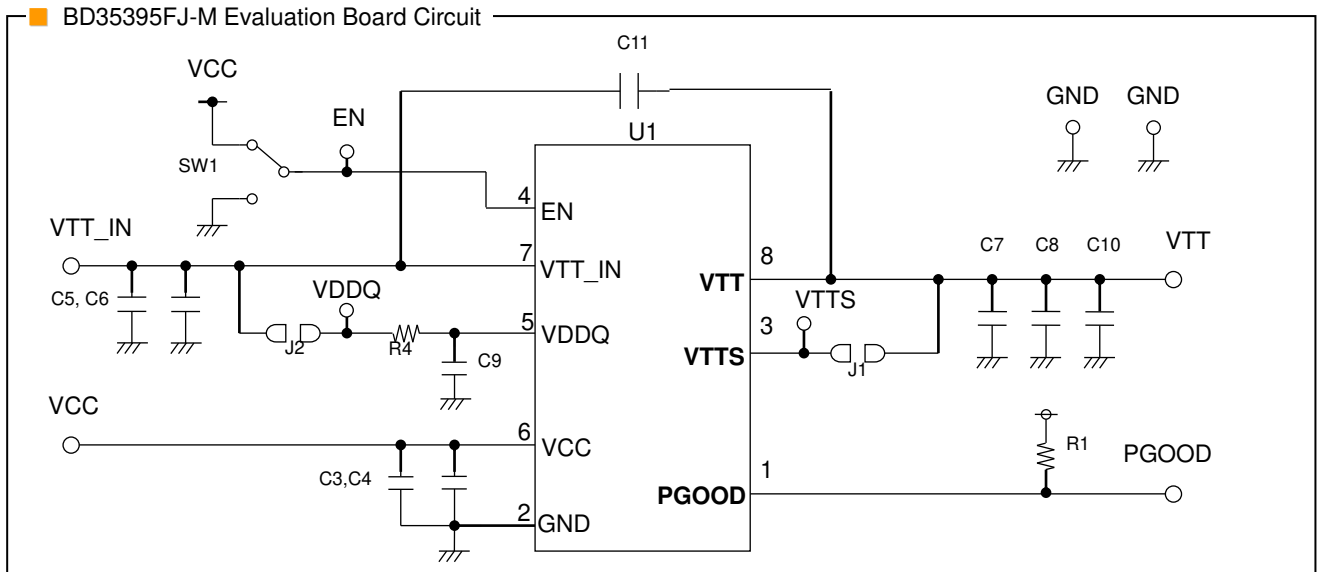 BD35395FJ-M Evaluation Board Circuit
C11
VCC
GND GND
EN
U1
SW1
4
EN
VTT_IN
7
VTT_IN
C5, C6
8
VTT
C7 C8 C10 VTT
VDDQ
VTTS
5
VDDQ
J2
R4
C9
3
VTTS
J1
VCC
6
VCC
C3,C4
R1
PGOOD
1
PGOOD
2
GND